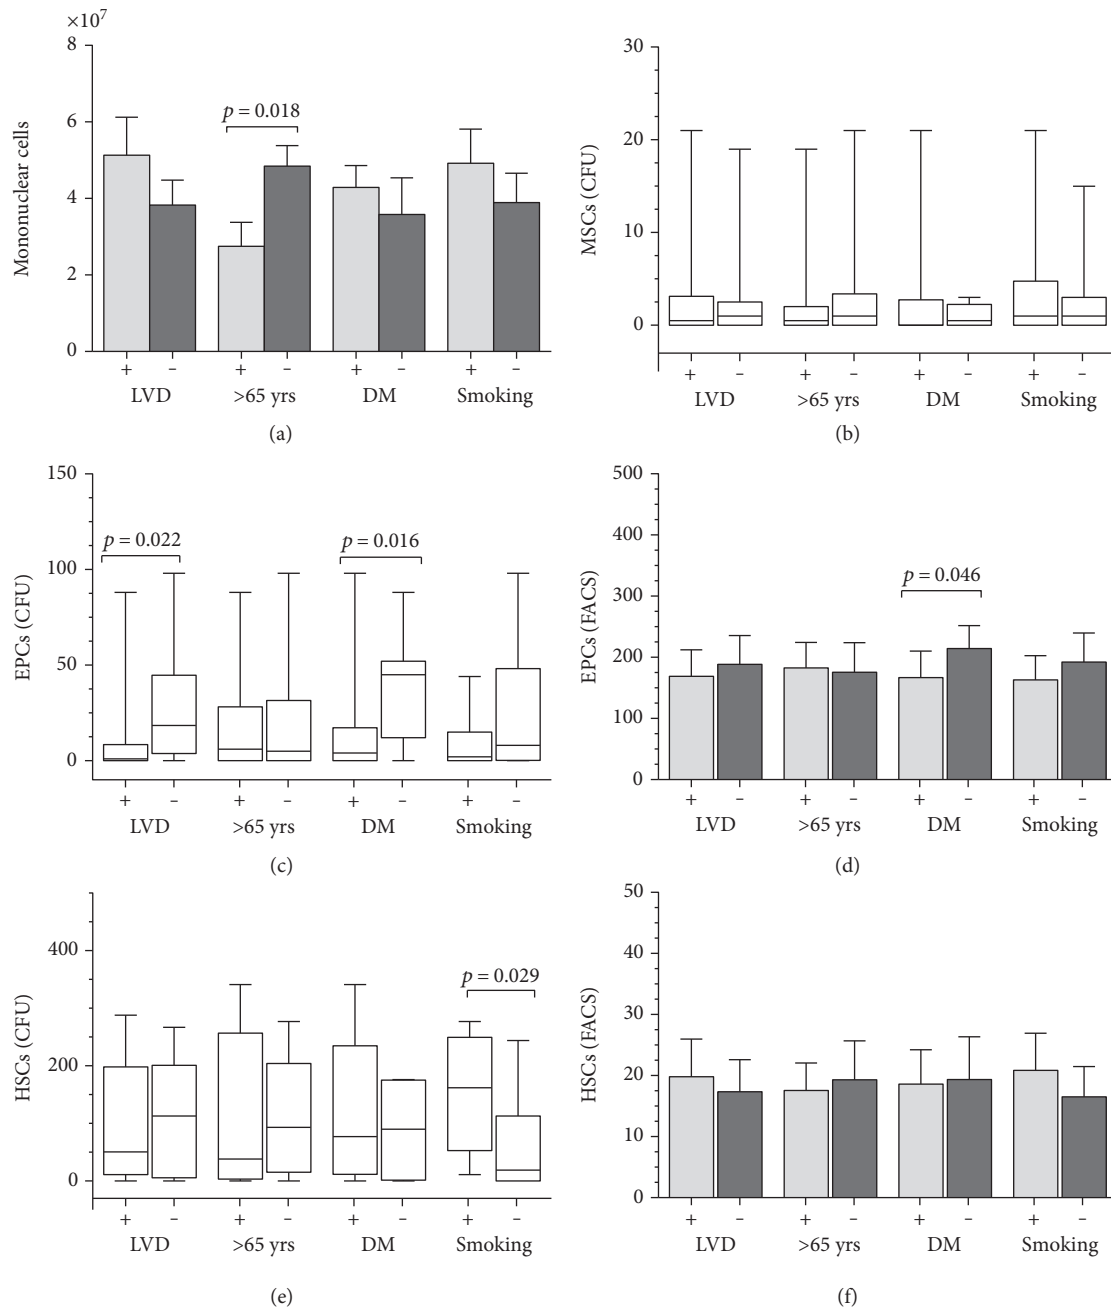 ×10⁷
8
6
4
2
0
Mononuclear cells
p = 0.018
+ − + − + − + −
LVD >65 yrs DM Smoking
(a)
30
20
10
0
MSCs (CFU)
+ − + − + − + −
LVD >65 yrs DM Smoking
(b)
150
100
50
0
EPCs (CFU)
p = 0.022
p = 0.016
+ − + − + − + −
LVD >65 yrs DM Smoking
(c)
500
400
300
200
100
0
EPCs (FACS)
p = 0.046
+ − + − + − + −
LVD >65 yrs DM Smoking
(d)
400
200
0
HSCs (CFU)
p = 0.029
+ − + − + − + −
LVD >65 yrs DM Smoking
(e)
50
40
30
20
10
0
HSCs (FACS)
+ − + − + − + −
LVD >65 yrs DM Smoking
(f)